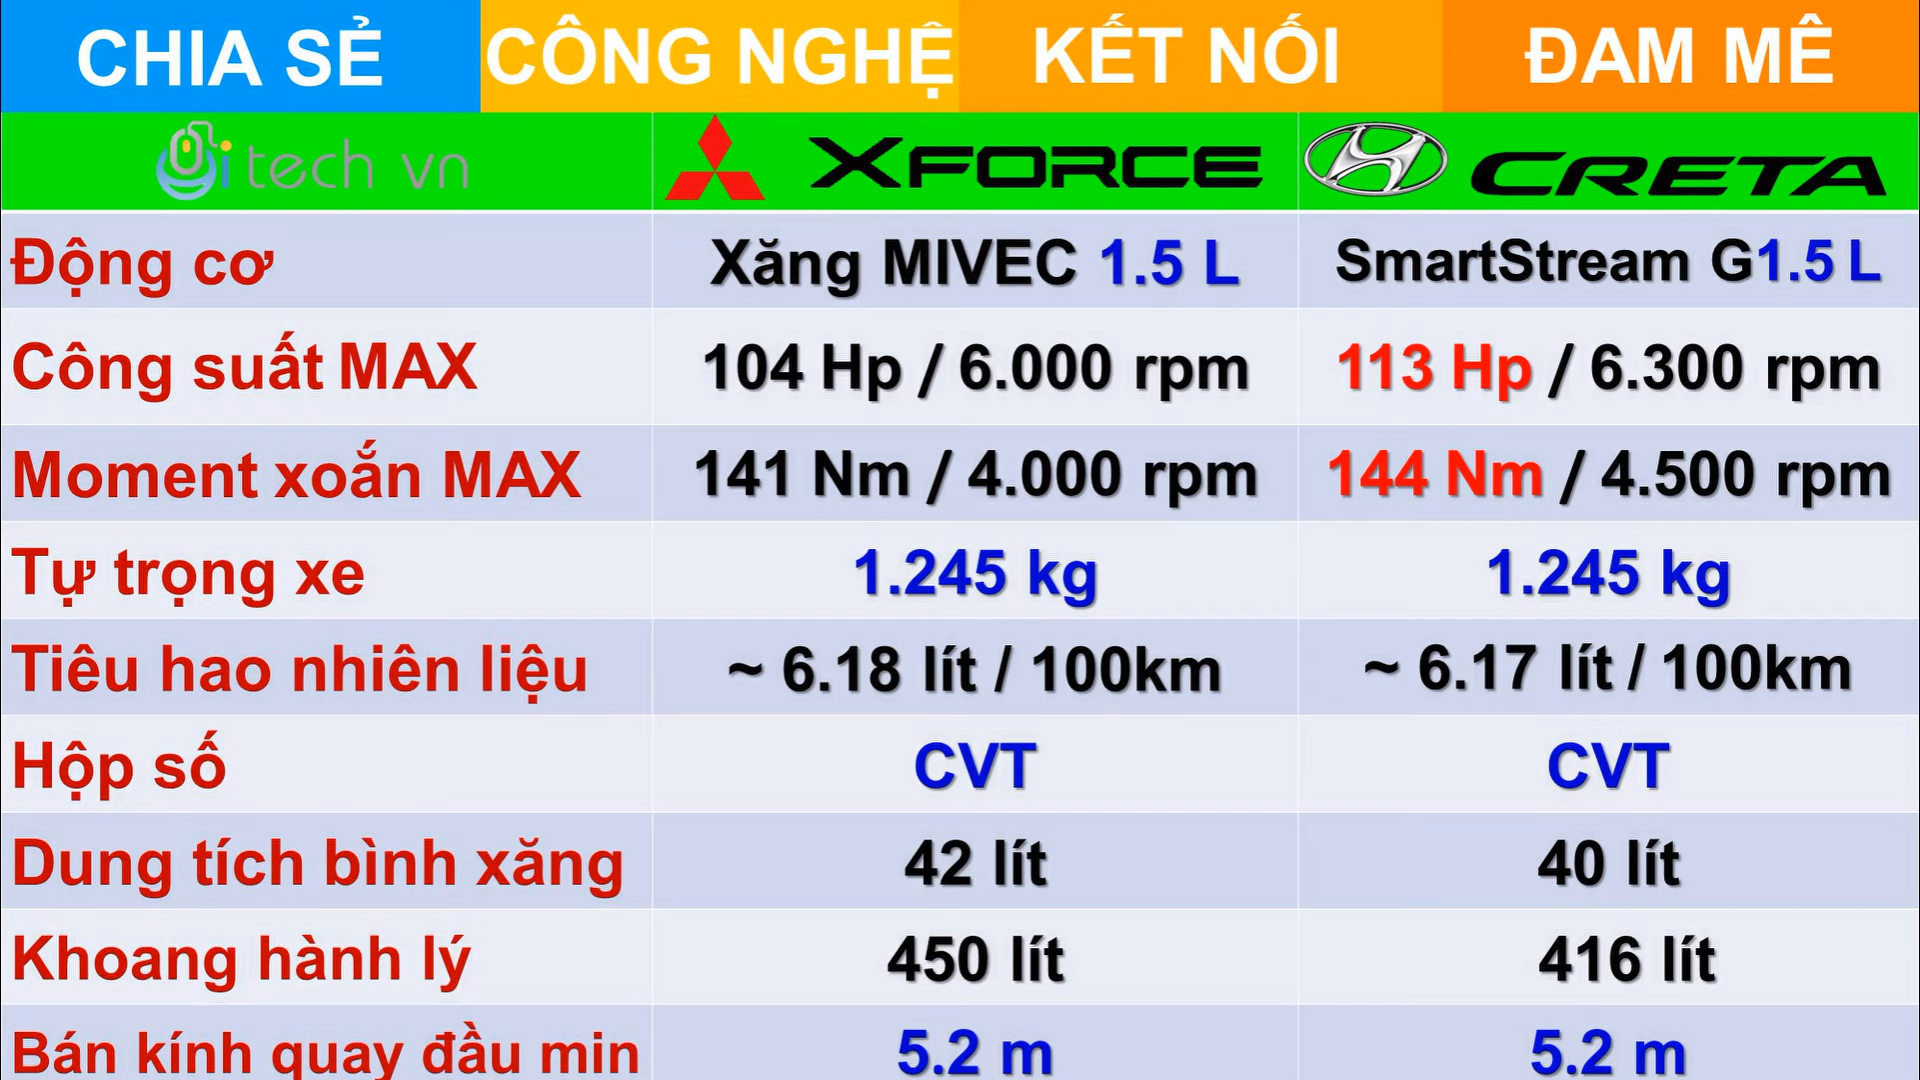 CHIA SẺ CÔNG NGHỆ KẾT NỐI ĐAM MÊ
i tech vn XFORCE CRETA
Động cơ Xăng MIVEC 1.5 L SmartStream G1.5 L
Công suất MAX 104 Hp / 6.000 rpm 113 Hp / 6.300 rpm
Moment xoắn MAX 141 Nm / 4.000 rpm 144 Nm / 4.500 rpm
Tự trọng xe 1.245 kg 1.245 kg
Tiêu hao nhiên liệu ~ 6.18 lít / 100km ~ 6.17 lít / 100km
Hộp số CVT CVT
Dung tích bình xăng 42 lít 40 lít
Khoang hành lý 450 lít 416 lít
Bán kính quay đầu min 5.2 m 5.2 m